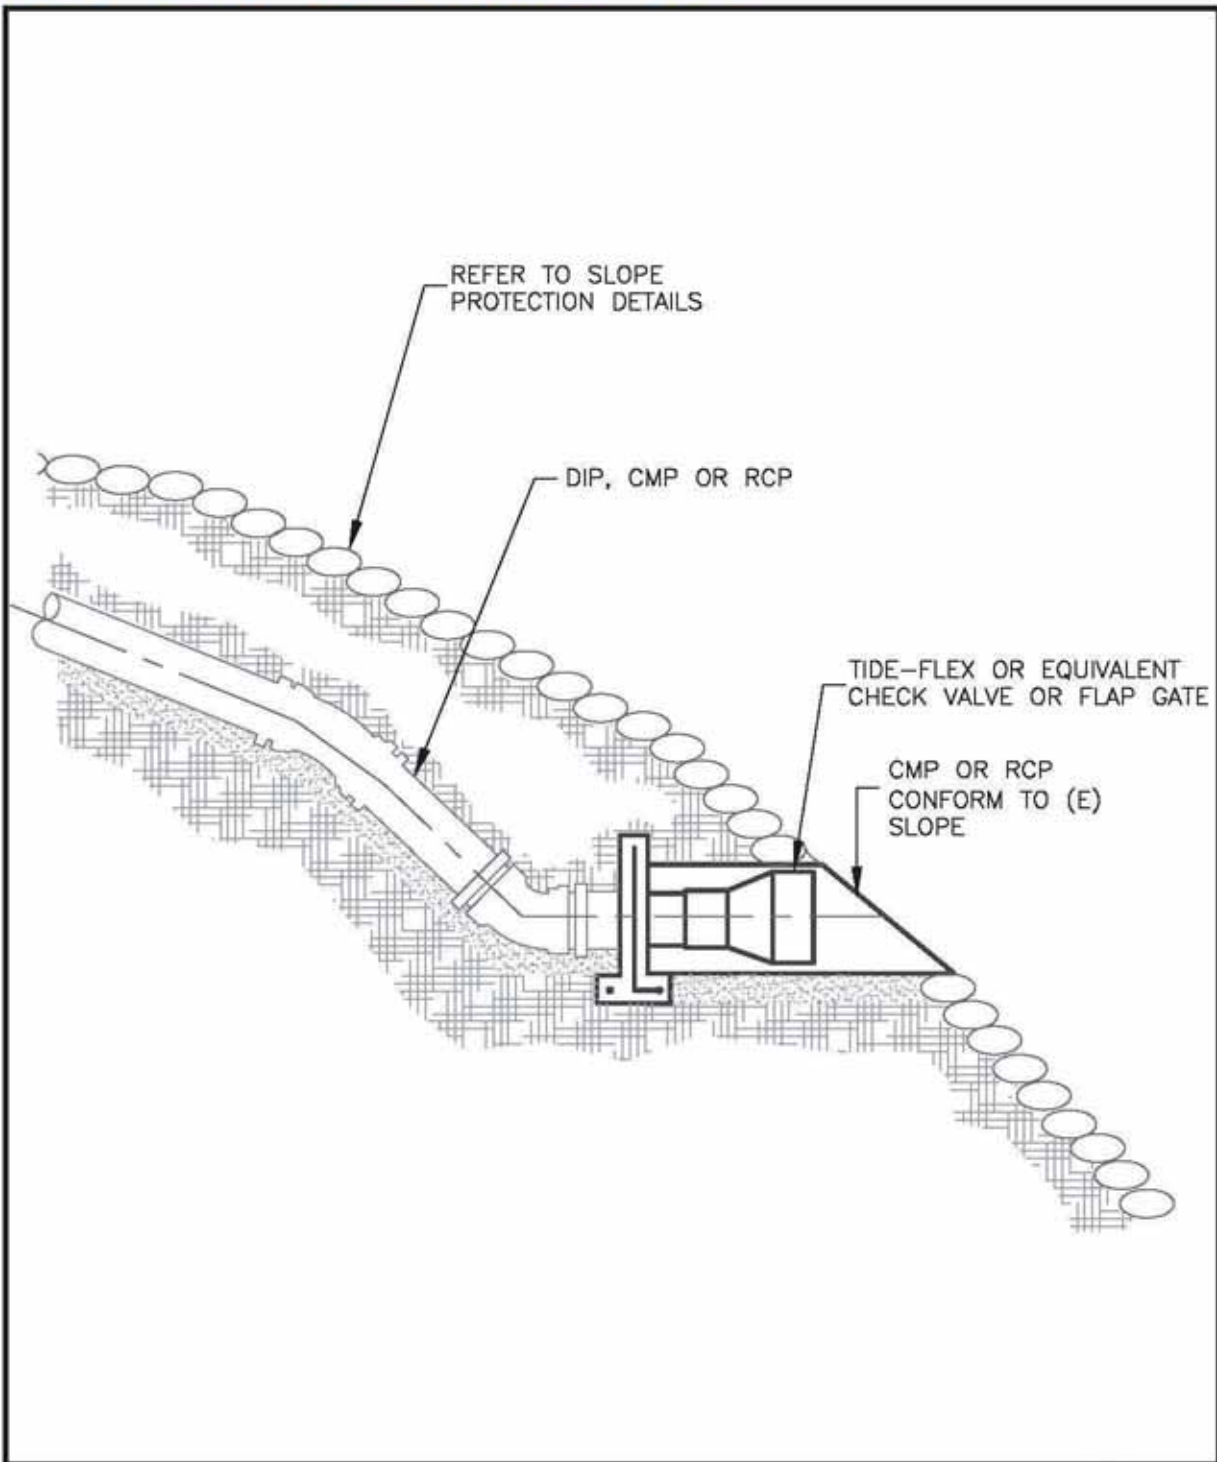 REFER TO SLOPE
PROTECTION DETAILS
DIP, CMP OR RCP
TIDE-FLEX OR EQUIVALENT
CHECK VALVE OR FLAP GATE
CMP OR RCP
CONFORM TO (E)
SLOPE